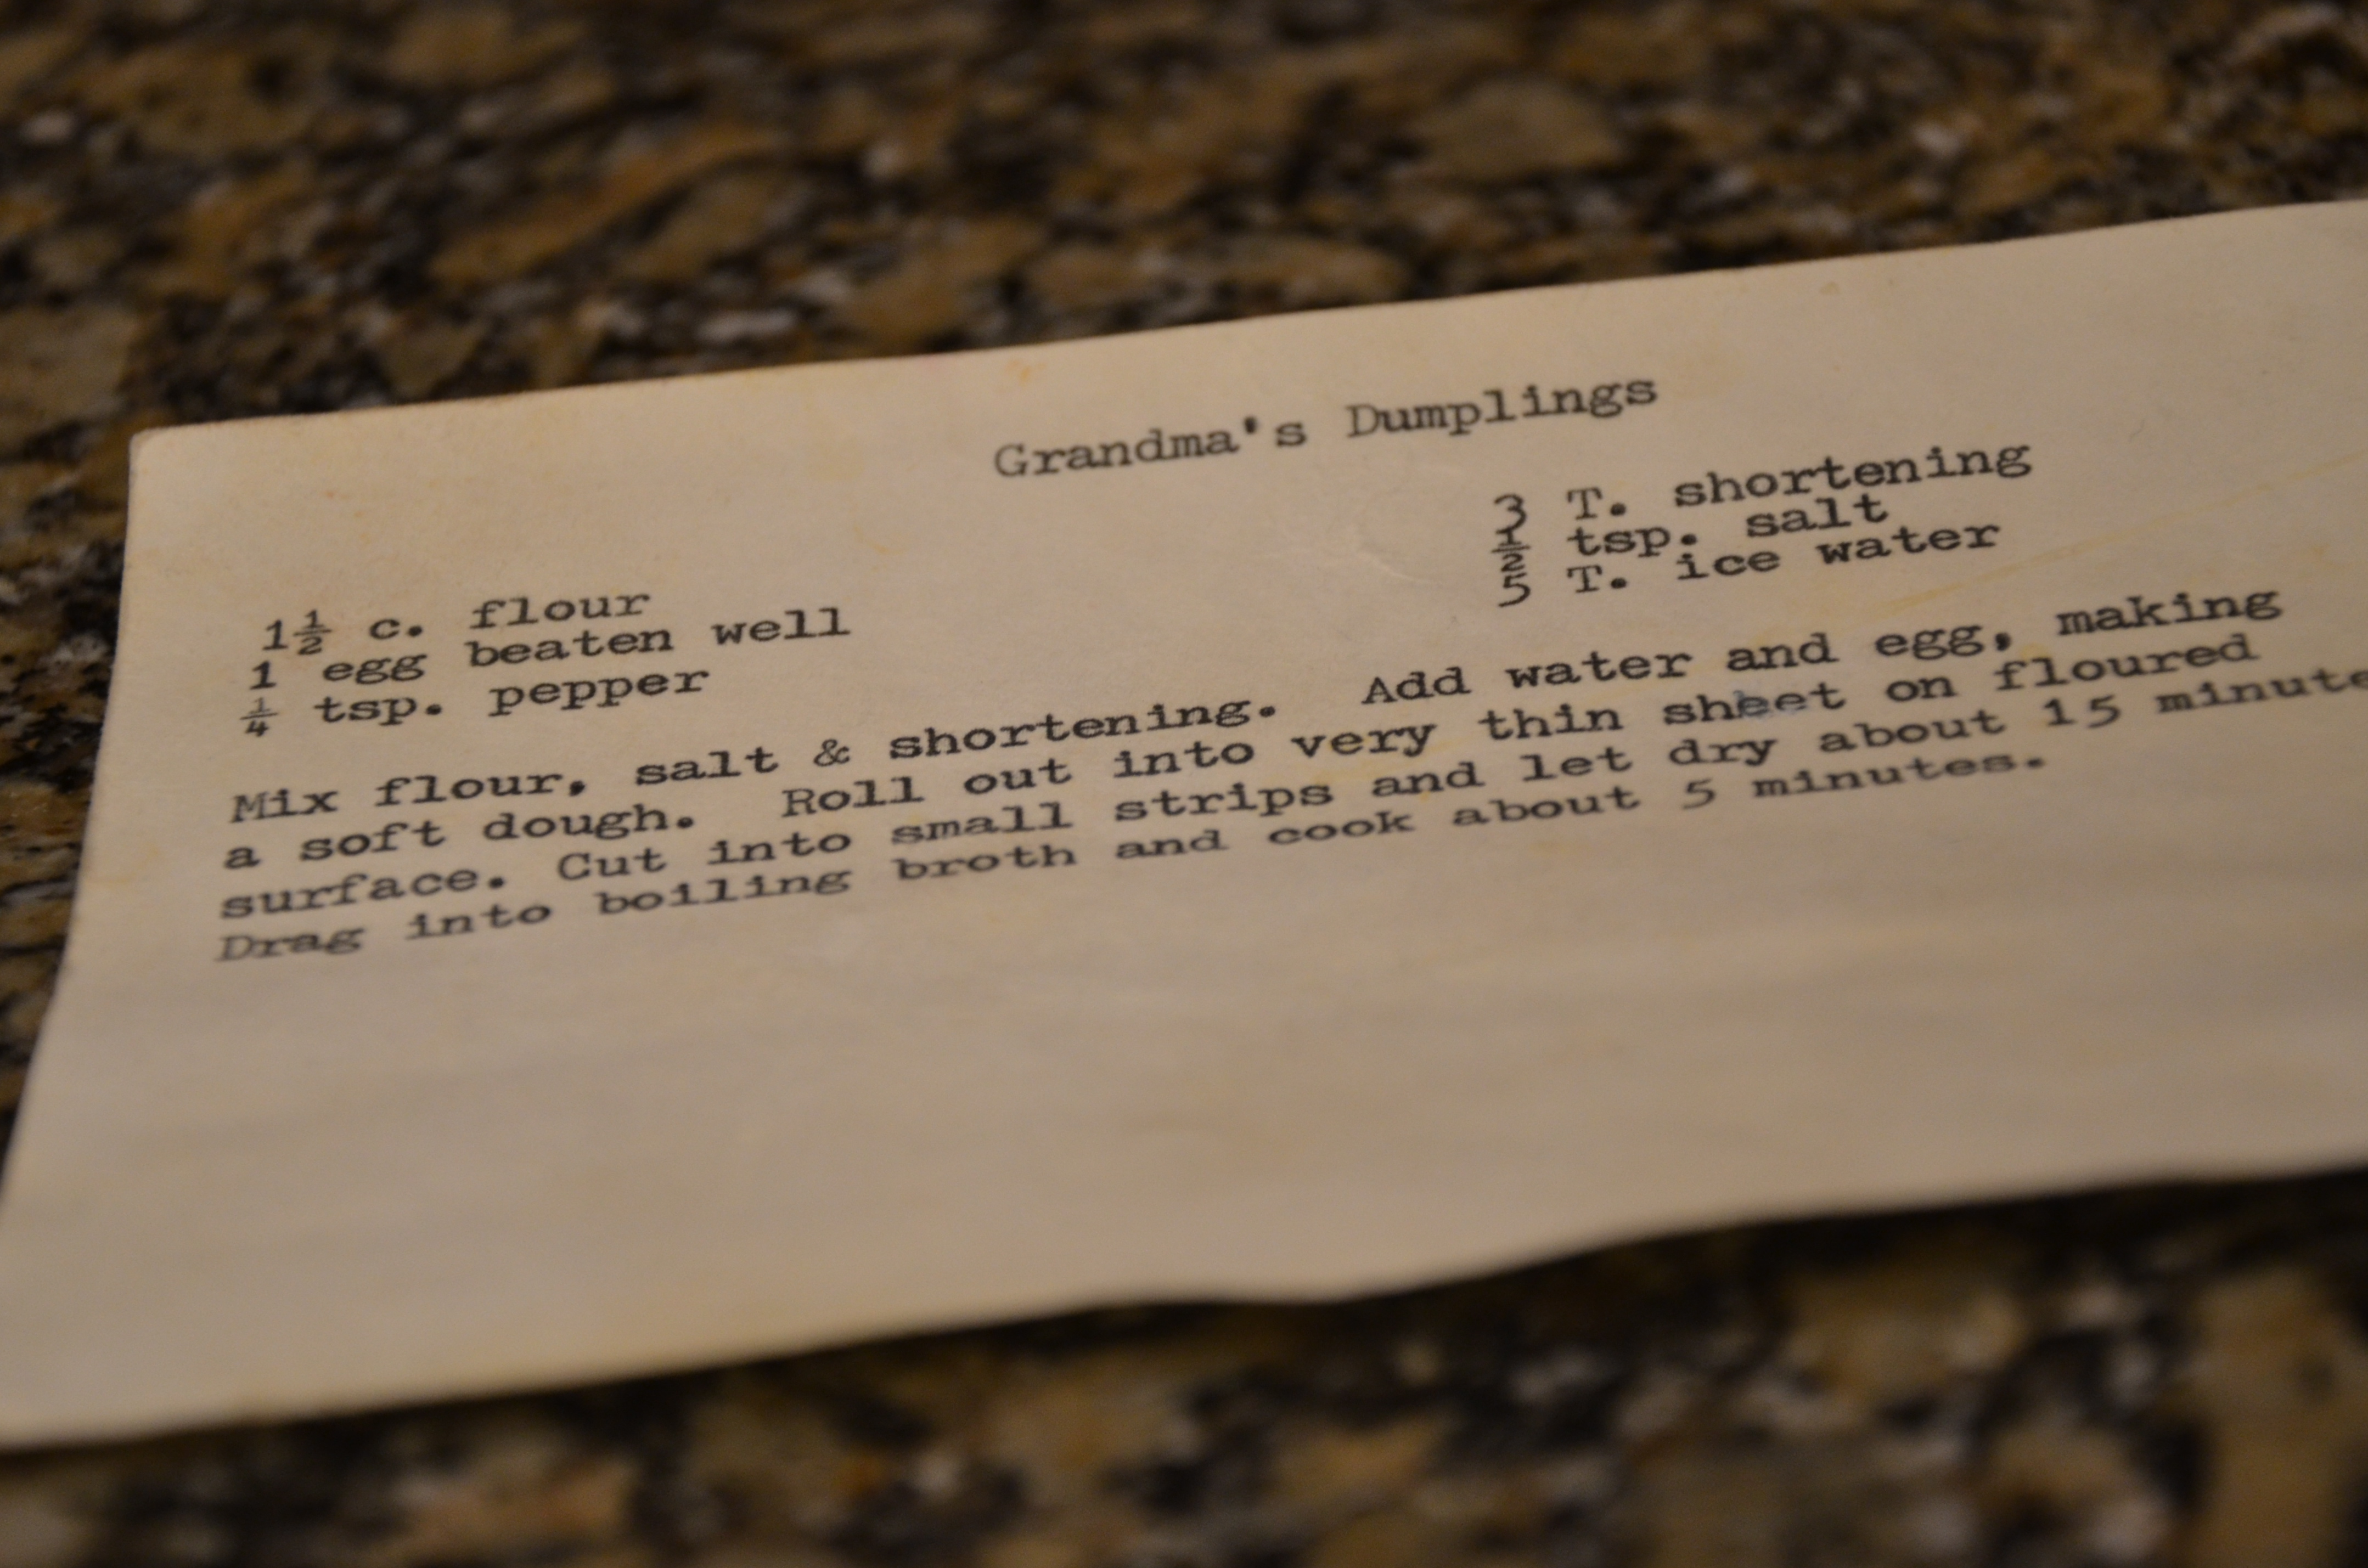 Grandma's Dumplings
1½ c. flour 3 T. shortening
1 egg beaten well ½ tsp. salt
¼ tsp. pepper 5 T. ice water
Mix flour, salt & shortening. Add water and egg, making
a soft dough. Roll out into very thin sheet on floured
surface. Cut into small strips and let dry about 15 minute
Drag into boiling broth and cook about 5 minutes.